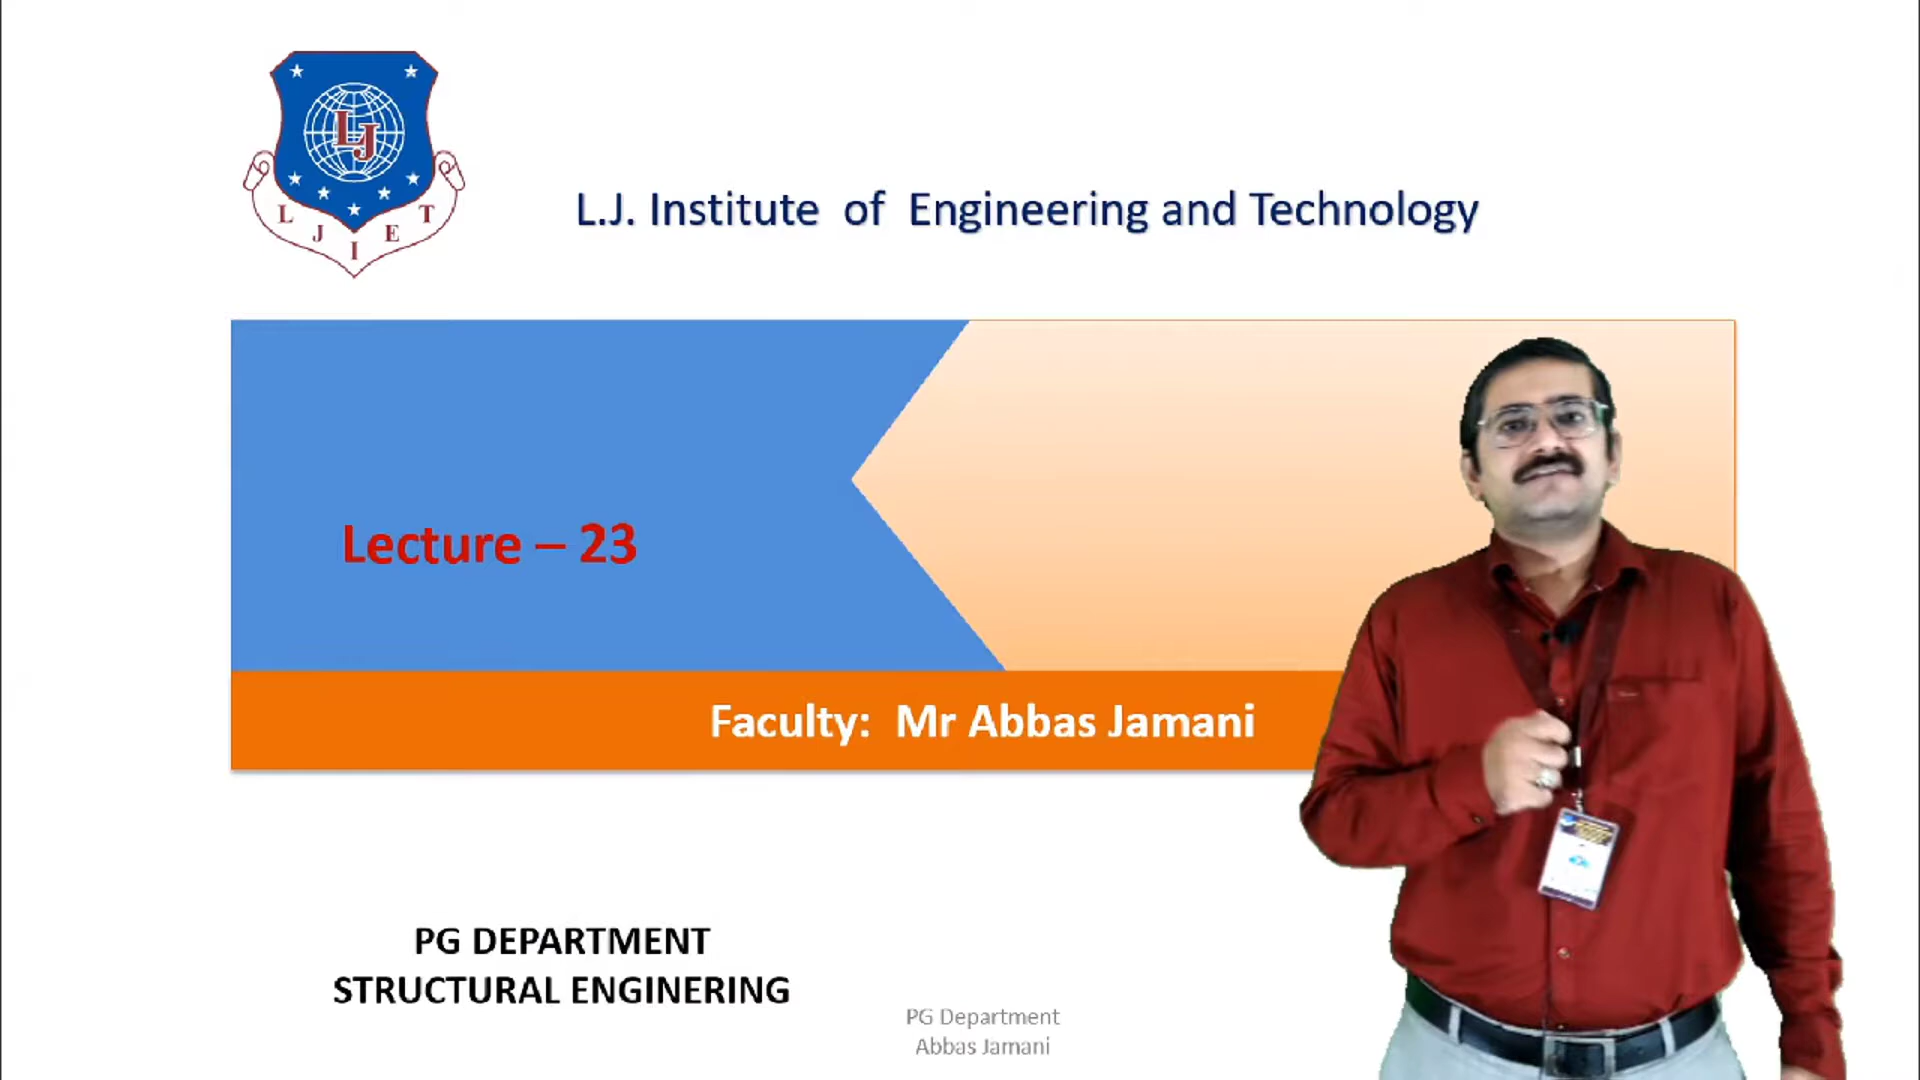 LJ
L J I E T
L.J. Institute of Engineering and Technology
Lecture – 23
Faculty: Mr Abbas Jamani
PG DEPARTMENT
STRUCTURAL ENGINERING
PG Department
Abbas Jamani